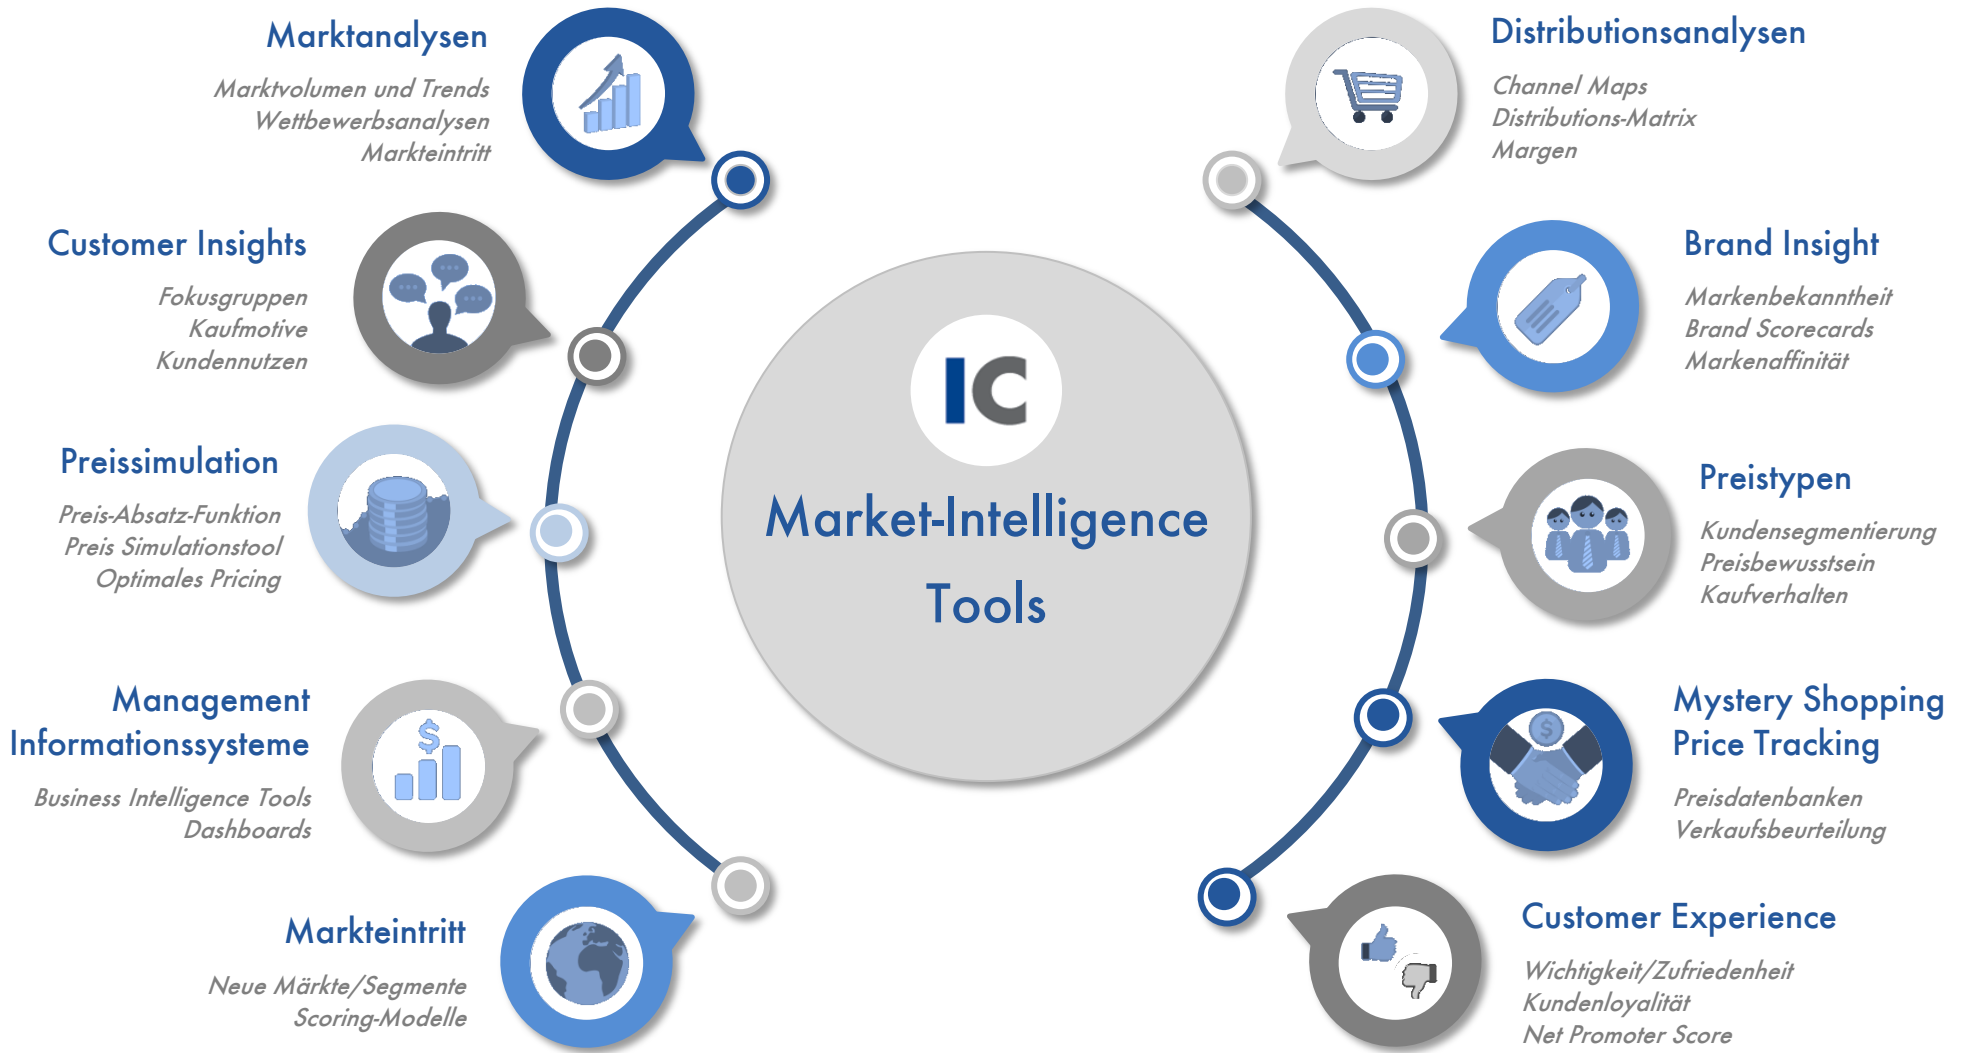 Marktanalysen
Marktvolumen und Trends
Wettbewerbsanalysen
Markteintritt
Customer Insights
Fokusgruppen
Kaufmotive
Kundennutzen
Preissimulation
Preis-Absatz-Funktion
Preis Simulationstool
Optimales Pricing
Management
Informationssysteme
Business Intelligence Tools
Dashboards
Markteintritt
Neue Märkte/Segmente
Scoring-Modelle
IC
Market-Intelligence
Tools
Distributionsanalysen
Channel Maps
Distributions-Matrix
Margen
Brand Insight
Markenbekanntheit
Brand Scorecards
Markenaffinität
Preistypen
Kundensegmentierung
Preisbewusstsein
Kaufverhalten
Mystery Shopping
Price Tracking
Preisdatenbanken
Verkaufsbeurteilung
Customer Experience
Wichtigkeit/Zufriedenheit
Kundenloyalität
Net Promoter Score
$
$